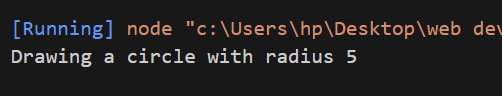 [Running] node "c:\Users\hp\Desktop\web dev
Drawing a circle with radius 5